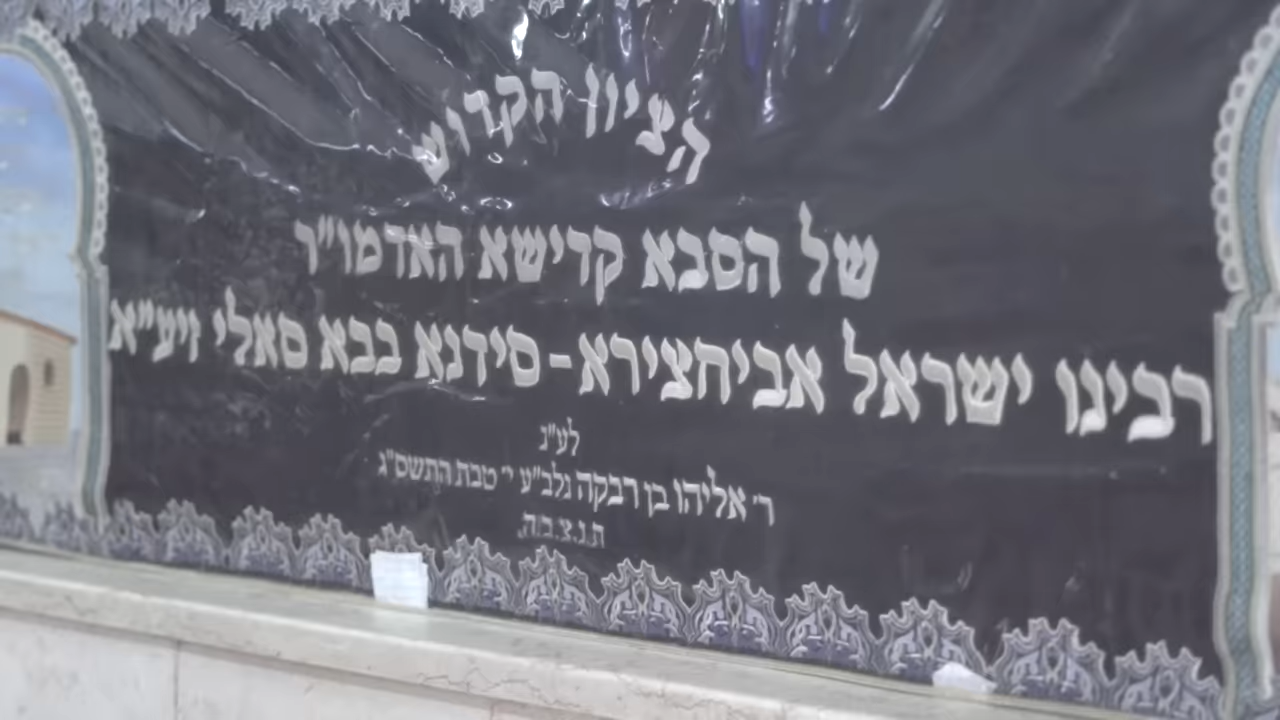 הציון הקדוש
של הסבא קדישא האדמו"ר
רבינו ישראל אביחצירא - סידנא בבא סאלי זיע"א
לע"נ
ר' אליהו בן רבקה נלב"ע י' טבת התשס"ג
ת.נ.צ.ב.ה.